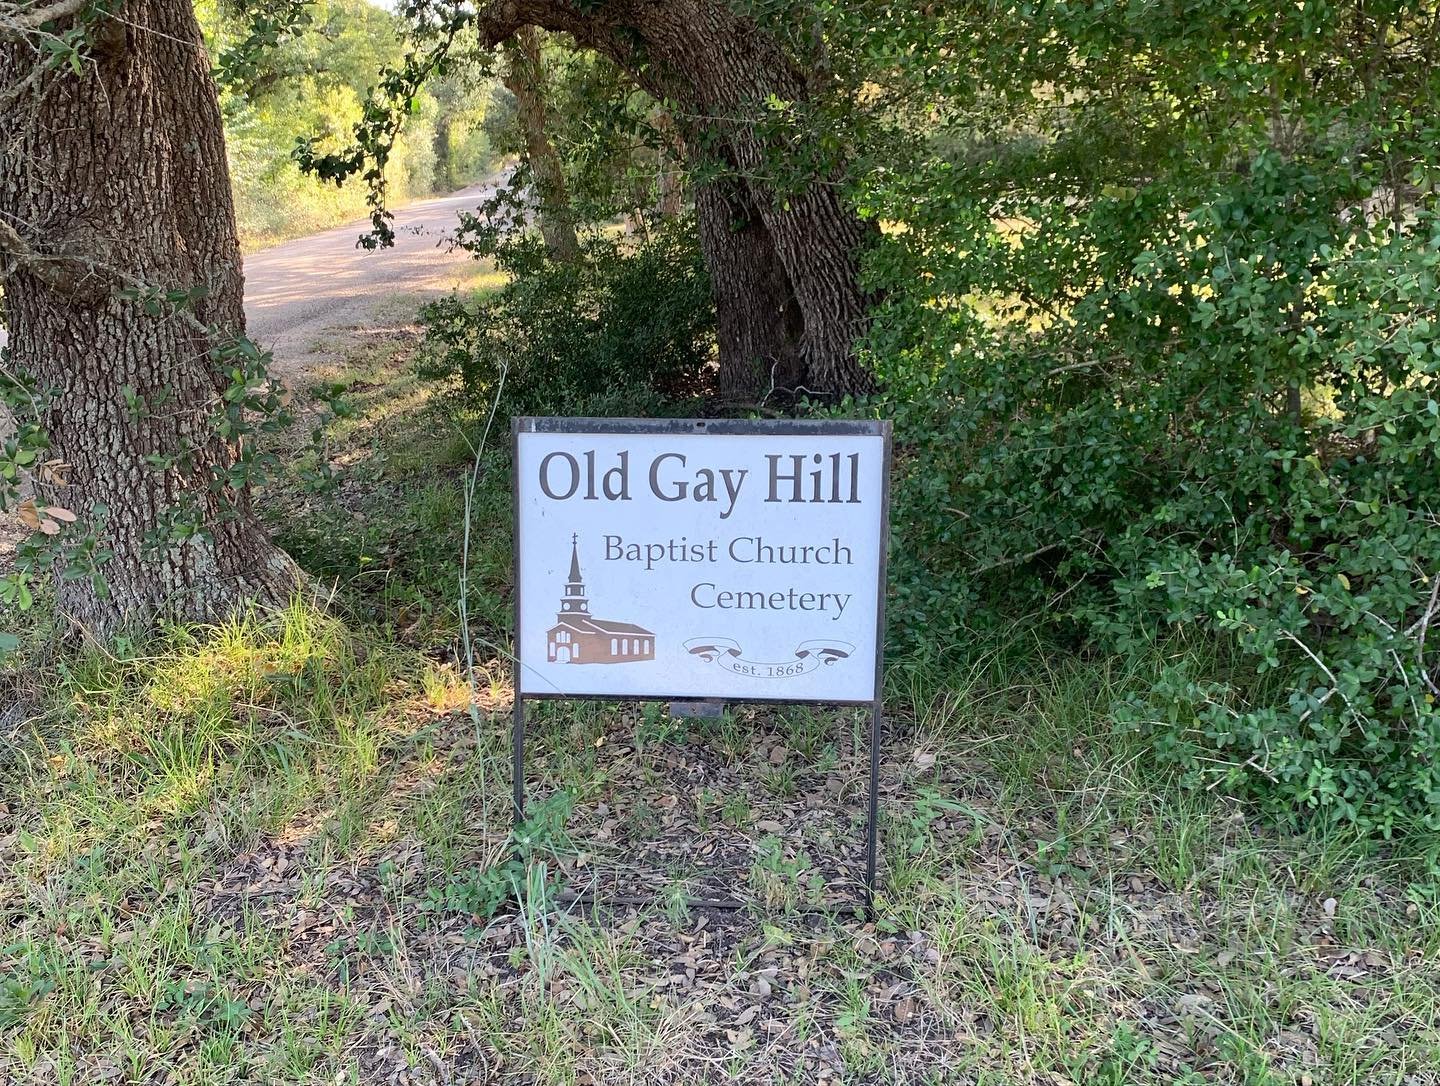 Old Gay Hill
Baptist Church
Cemetery
est. 1868